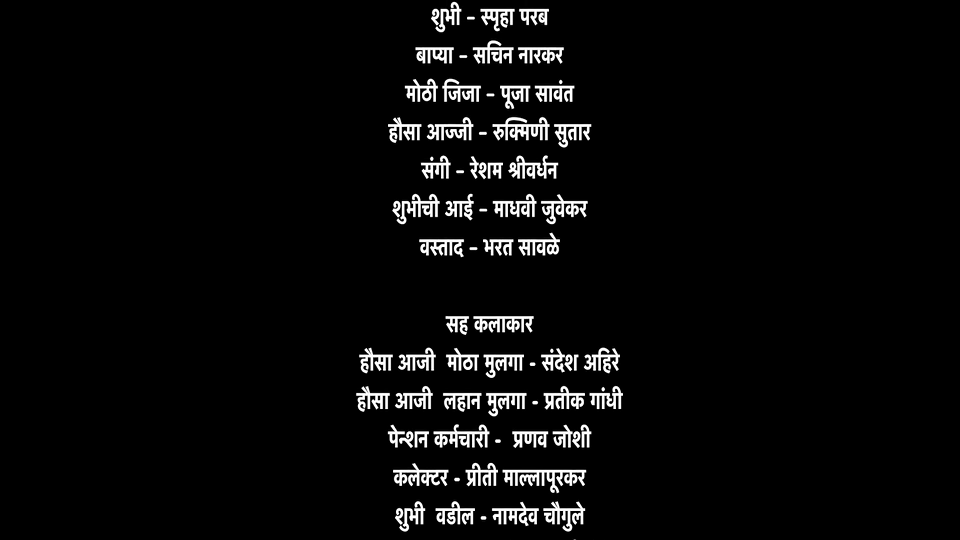 शुभी – स्पृहा परब
बाप्या – सचिन नारकर
मोठी जिजा – पूजा सावंत
हौसा आज्जी – रुक्मिणी सुतार
संगी – रेशम श्रीवर्धन
शुभीची आई – माधवी जुवेकर
वस्ताद – भरत सावळे
सह कलाकार
हौसा आजी  मोठा मुलगा - संदेश अहिरे
हौसा आजी  लहान मुलगा - प्रतीक गांधी
पेन्शन कर्मचारी -  प्रणव जोशी
कलेक्टर - प्रीती माल्लापूरकर
शुभी  वडील - नामदेव चौगुले